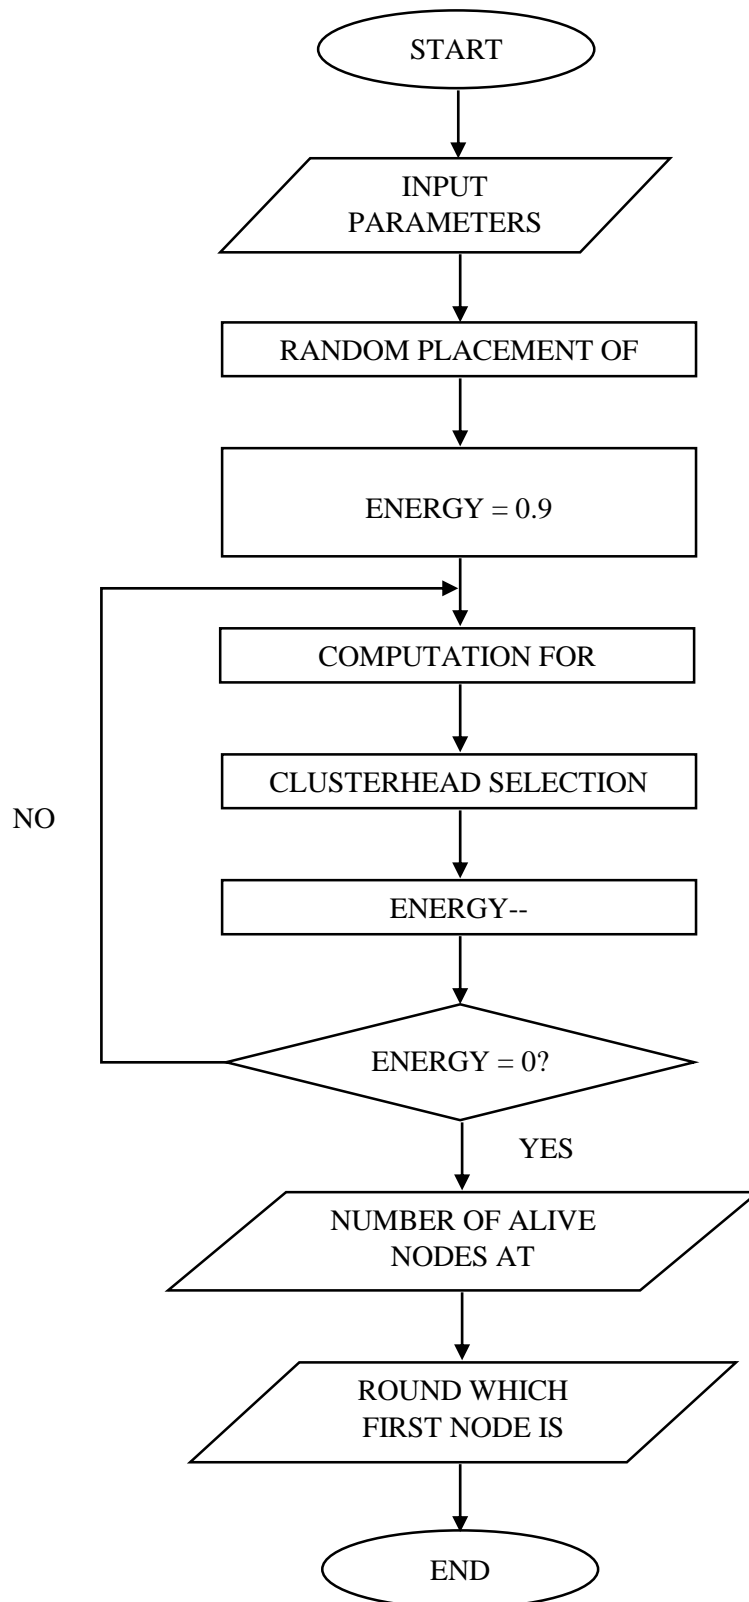 START
INPUT
PARAMETERS
RANDOM PLACEMENT OF
ENERGY = 0.9
COMPUTATION FOR
CLUSTERHEAD SELECTION
NO
ENERGY--
ENERGY = 0?
YES
NUMBER OF ALIVE
NODES AT
ROUND WHICH
FIRST NODE IS
END